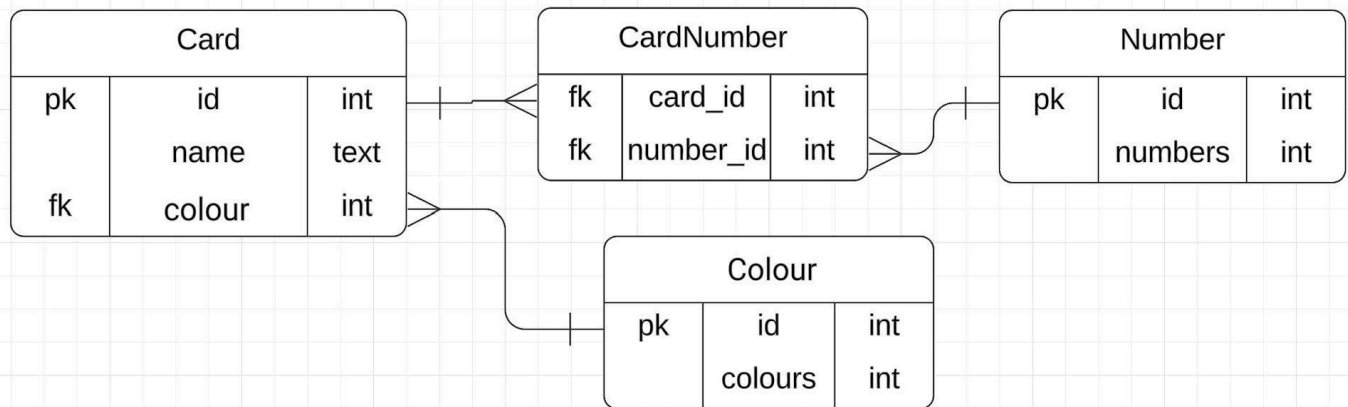 Card
pk id int
name text
fk colour int
CardNumber
fk card_id int
fk number_id int
Number
pk id int
numbers int
Colour
pk id int
colours int